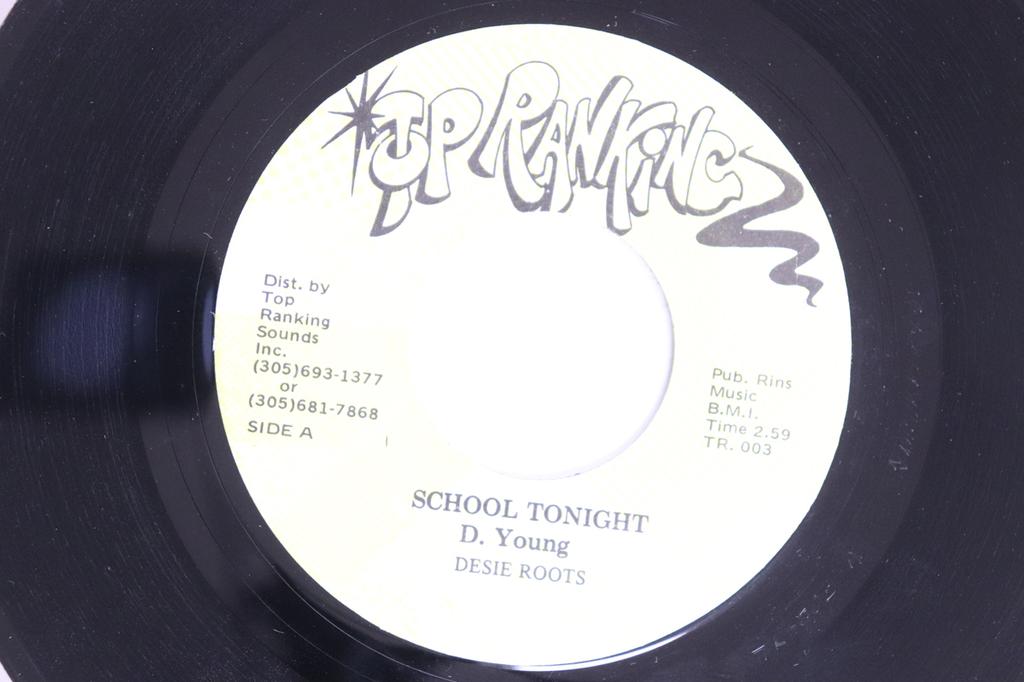 TOP RANKING
Dist. by
Top
Ranking
Sounds
Inc.
(305)693-1377
or
(305)681-7868
SIDE A
Pub. Rins
Music
B.M.I.
Time 2.59
TR. 003
SCHOOL TONIGHT
D. Young
DESIE ROOTS